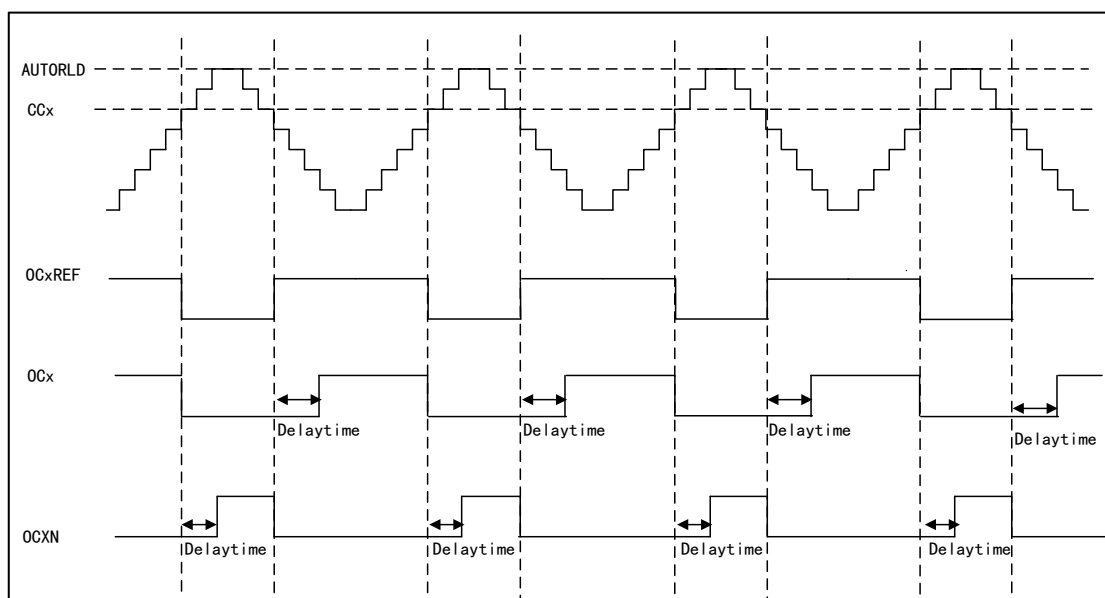 AUTORLD
CCx
OCxREF
OCx
Delaytime
Delaytime
Delaytime
Delaytime
OCXN
Delaytime
Delaytime
Delaytime
Delaytime